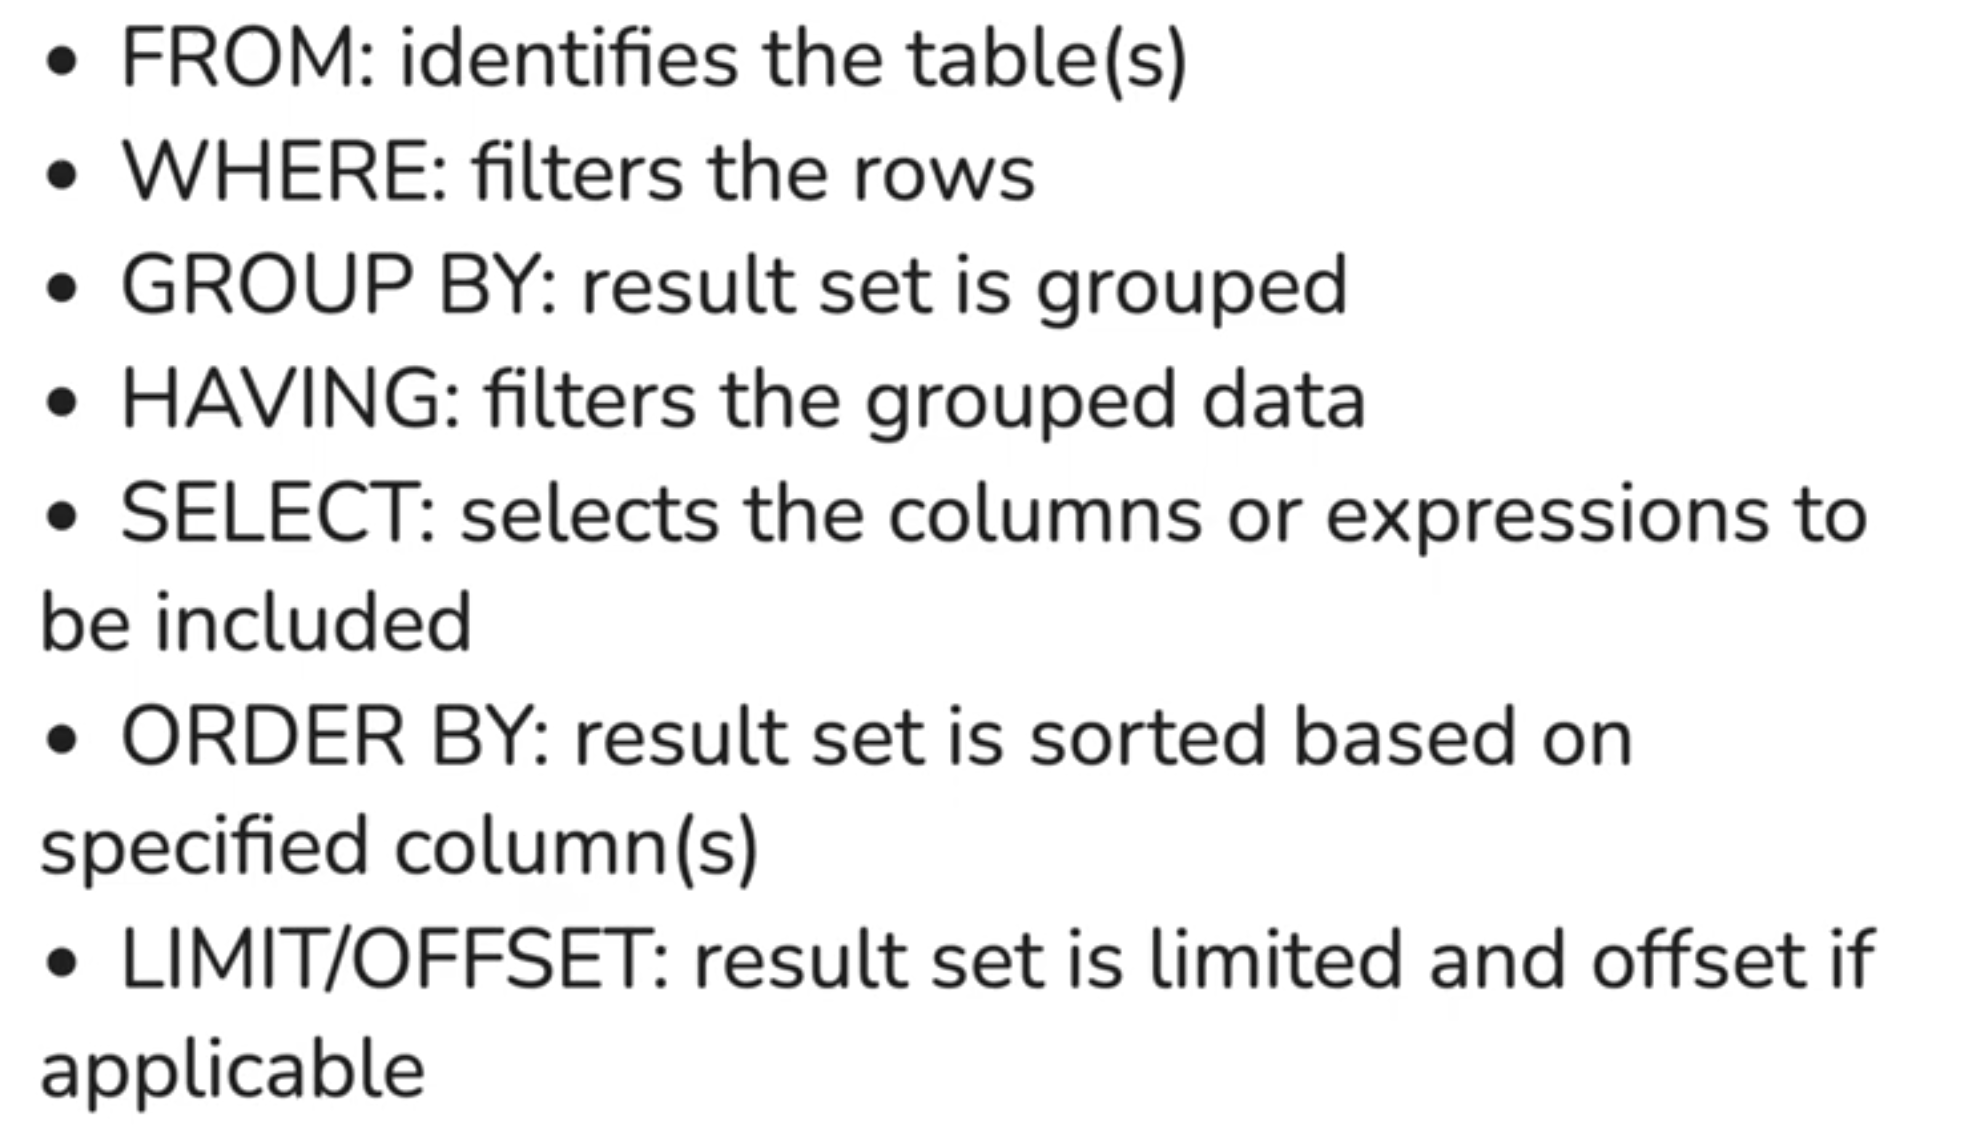 • FROM: identifies the table(s)
• WHERE: filters the rows
• GROUP BY: result set is grouped
• HAVING: filters the grouped data
• SELECT: selects the columns or expressions to
be included
• ORDER BY: result set is sorted based on
specified column(s)
• LIMIT/OFFSET: result set is limited and offset if
applicable